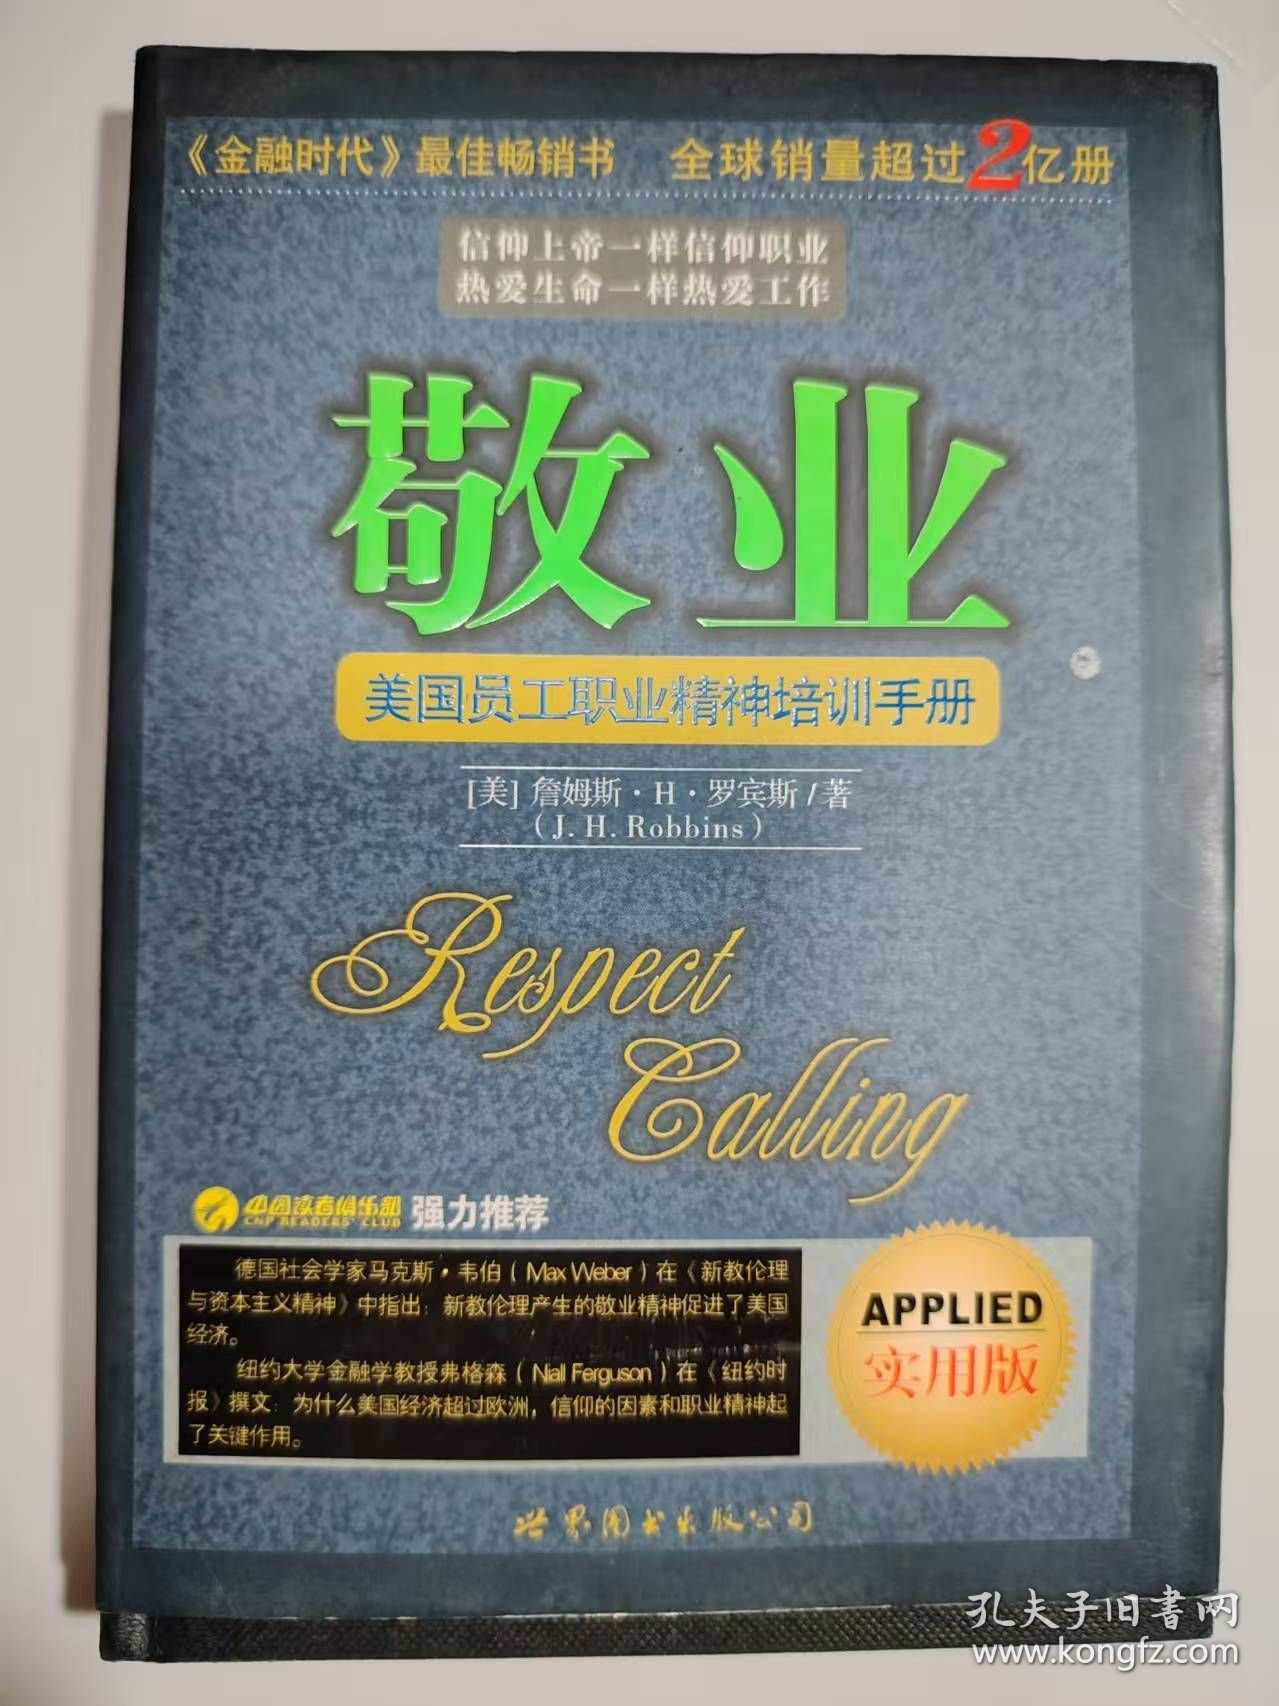 《金融时代》最佳畅销书 全球销量超过2亿册
信仰上帝一样信仰职业
热爱生命一样热爱工作
敬业
美国员工职业精神培训手册
[美] 詹姆斯·H·罗宾斯/著
(J. H. Robbins)
Respect
Calling
中国读者俱乐部 强力推荐
CNP READERS' CLUB
德国社会学家马克斯·韦伯(Max Weber)在《新教伦理
与资本主义精神》中指出:新教伦理产生的敬业精神促进了美国
经济。
纽约大学金融学教授弗格森(Niall Ferguson)在《纽约时
报》撰文:为什么美国经济超过欧洲,信仰的因素和职业精神起
了关键作用。
APPLIED
实用版
世界图书出版公司
孔夫子旧书网
www.kongfz.com